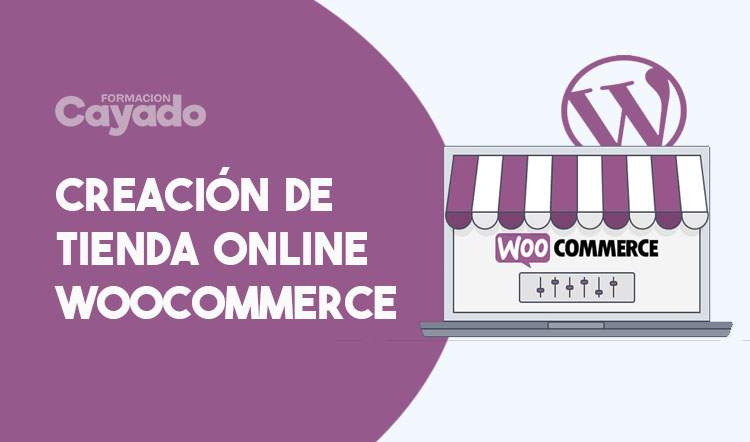 FORMACION
Cayado
CREACIÓN DE
TIENDA ONLINE
WOOCOMMERCE
W
WOO COMMERCE